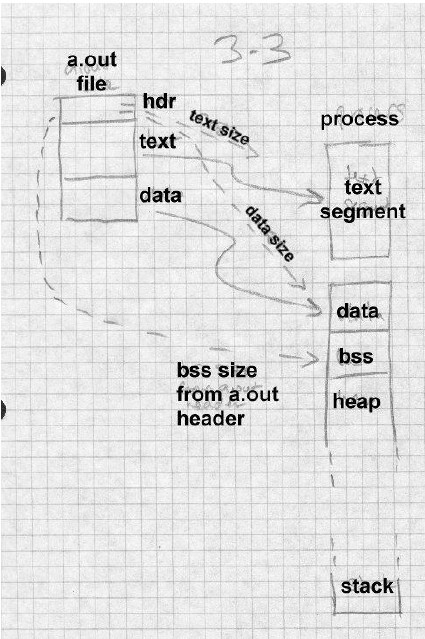 3-3
a.out
file
hdr
text
data
text size
data size
process
text
segment
data
bss
heap
stack
bss size
from a.out
header